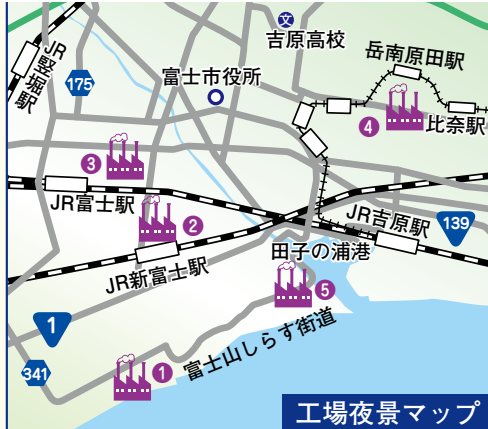 文
吉原高校
岳南原田駅
JR竪堀駅
175
富士市役所
比奈駅
4
3
JR富士駅
2
JR吉原駅
139
JR新富士駅
田子の浦港
5
1
富士山しらす街道
341
1
工場夜景マップ